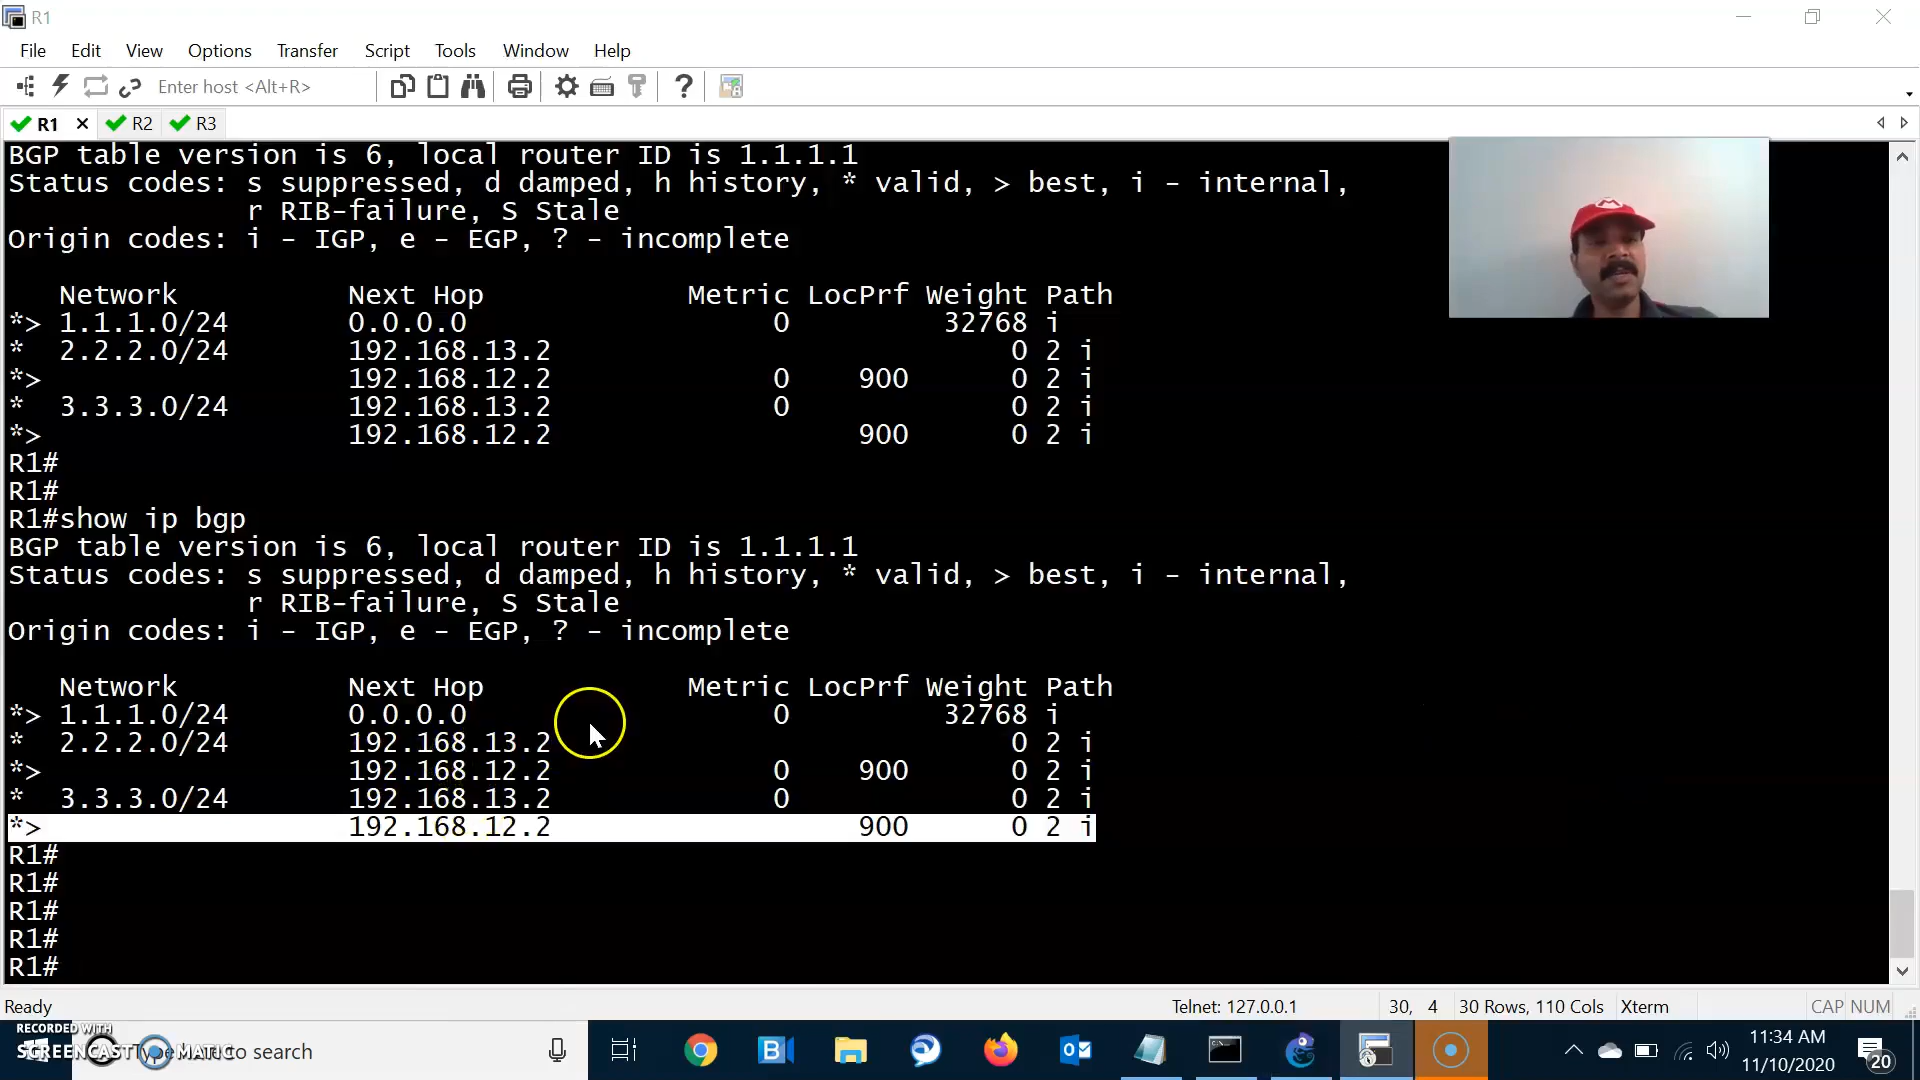 R1
File Edit View Options Transfer Script Tools Window Help
Enter host <Alt+R>
R1 R2 R3
BGP table version is 6, local router ID is 1.1.1.1
Status codes: s suppressed, d damped, h history, * valid, > best, i - internal,
r RIB-failure, S Stale
Origin codes: i - IGP, e - EGP, ? - incomplete
Network Next Hop Metric LocPrf Weight Path
*> 1.1.1.0/24 0.0.0.0 0 32768 i
* 2.2.2.0/24 192.168.13.2 0 2 i
*> 192.168.12.2 0 900 0 2 i
* 3.3.3.0/24 192.168.13.2 0 0 2 i
*> 192.168.12.2 900 0 2 i
R1#
R1#
R1#show ip bgp
BGP table version is 6, local router ID is 1.1.1.1
Status codes: s suppressed, d damped, h history, * valid, > best, i - internal,
r RIB-failure, S Stale
Origin codes: i - IGP, e - EGP, ? - incomplete
Network Next Hop Metric LocPrf Weight Path
*> 1.1.1.0/24 0.0.0.0 0 32768 i
* 2.2.2.0/24 192.168.13.2 0 2 i
*> 192.168.12.2 0 900 0 2 i
* 3.3.3.0/24 192.168.13.2 0 0 2 i
*> 192.168.12.2 900 0 2 i
R1#
R1#
R1#
R1#
R1#
Ready Telnet: 127.0.0.1 30, 4 30 Rows, 110 Cols Xterm CAP NUM
RECORDED WITH
SCREENCAST MATIC
to search
11:34 AM
11/10/2020
20